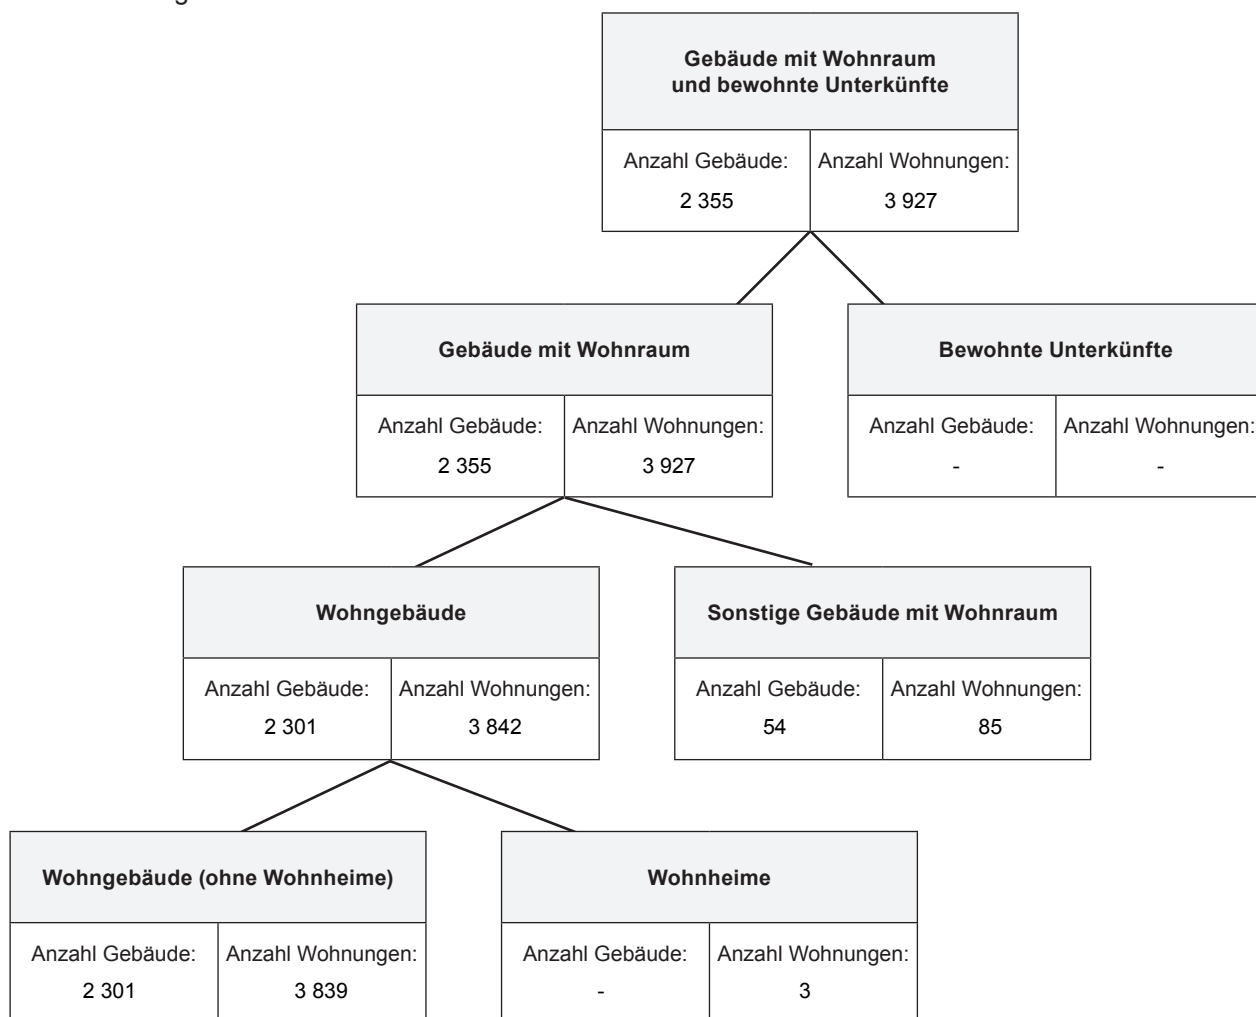 Gebäude mit Wohnraum
und bewohnte Unterkünfte
Anzahl Gebäude: Anzahl Wohnungen:
2 355 3 927
Gebäude mit Wohnraum Bewohnte Unterkünfte
Anzahl Gebäude: Anzahl Wohnungen: Anzahl Gebäude: Anzahl Wohnungen:
2 355 3 927 - -
Wohngebäude Sonstige Gebäude mit Wohnraum
Anzahl Gebäude: Anzahl Wohnungen: Anzahl Gebäude: Anzahl Wohnungen:
2 301 3 842 54 85
Wohngebäude (ohne Wohnheime) Wohnheime
Anzahl Gebäude: Anzahl Wohnungen: Anzahl Gebäude: Anzahl Wohnungen:
2 301 3 839 - 3